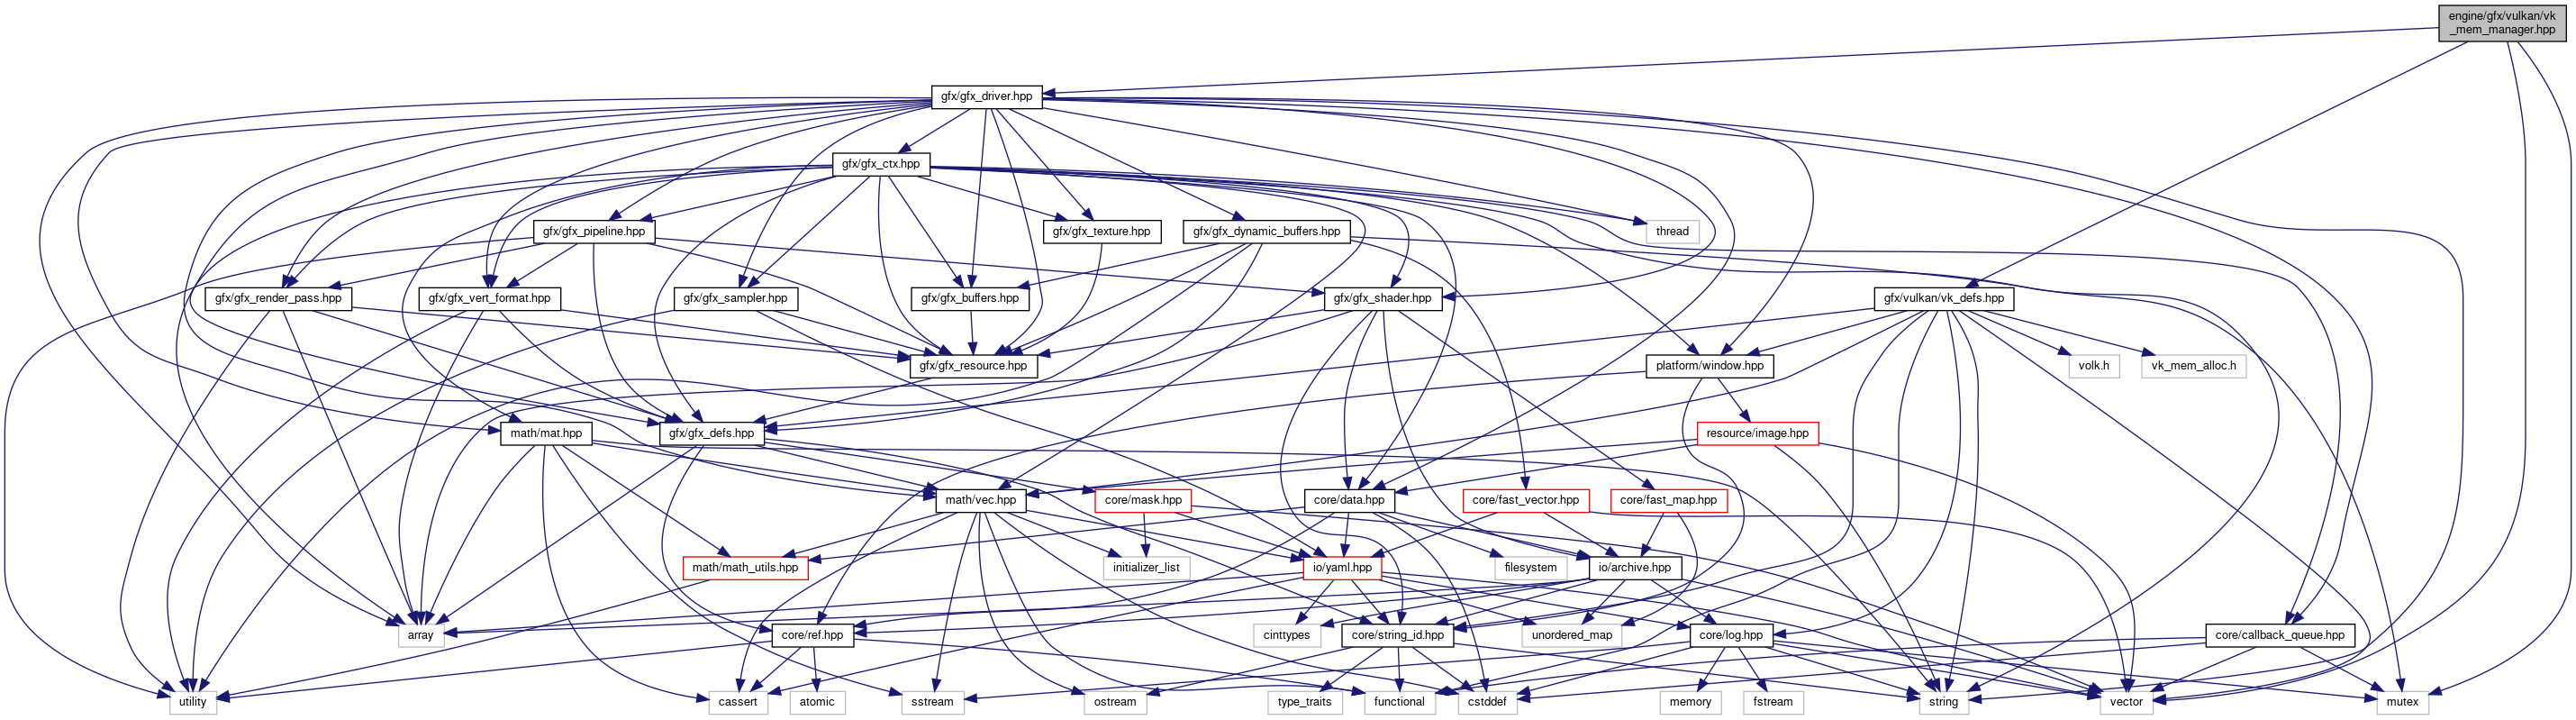 engine/gfx/vulkan/vk
_mem_manager.hpp
gfx/gfx_driver.hpp
gfx/gfx_ctx.hpp
gfx/gfx_pipeline.hpp
gfx/gfx_texture.hpp
gfx/gfx_dynamic_buffers.hpp
thread
gfx/gfx_render_pass.hpp
gfx/gfx_vert_format.hpp
gfx/gfx_sampler.hpp
gfx/gfx_buffers.hpp
gfx/gfx_shader.hpp
gfx/vulkan/vk_defs.hpp
gfx/gfx_resource.hpp
platform/window.hpp
volk.h
vk_mem_alloc.h
math/mat.hpp
gfx/gfx_defs.hpp
resource/image.hpp
math/vec.hpp
core/mask.hpp
core/data.hpp
core/fast_vector.hpp
core/fast_map.hpp
math/math_utils.hpp
initializer_list
io/yaml.hpp
filesystem
io/archive.hpp
array
core/ref.hpp
cinttypes
core/string_id.hpp
unordered_map
core/log.hpp
core/callback_queue.hpp
utility
cassert
atomic
sstream
ostream
type_traits
functional
cstddef
memory
fstream
string
vector
mutex